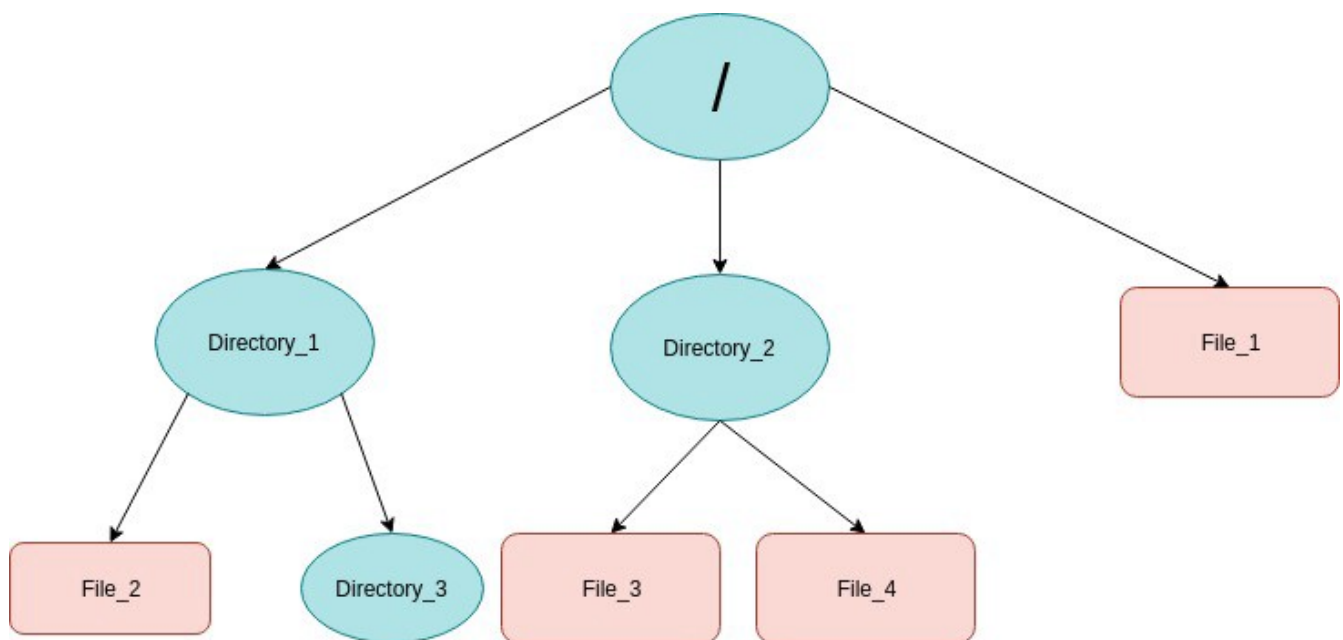 /
Directory_1
Directory_2
File_1
File_2
Directory_3
File_3
File_4